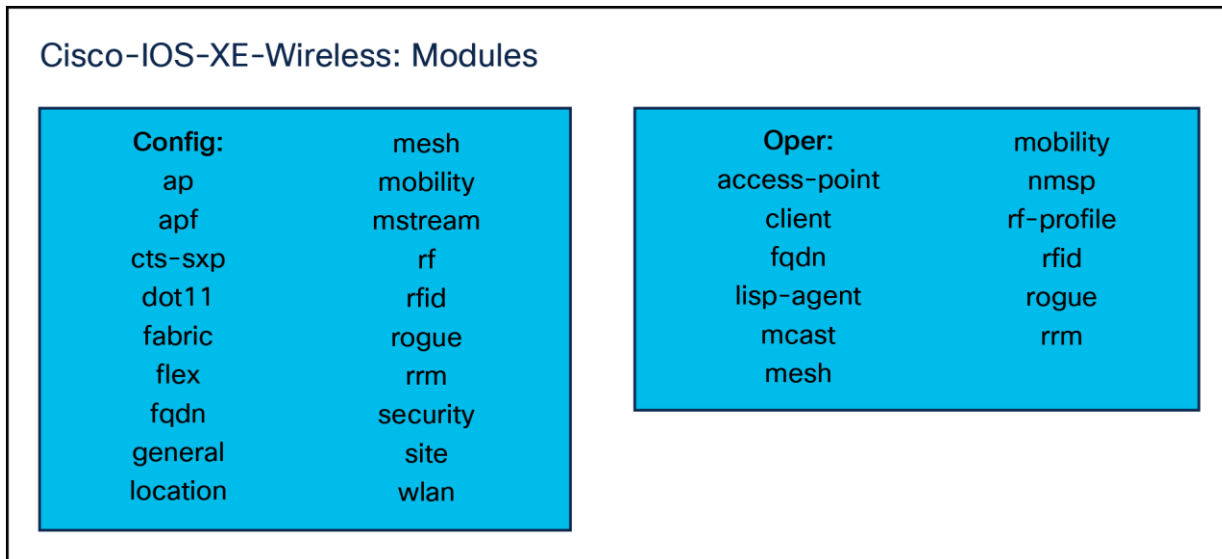 Cisco-IOS-XE-Wireless: Modules
Config:
ap
apf
cts-sxp
dot11
fabric
flex
fqdn
general
location
mesh
mobility
mstream
rf
rfid
rogue
rrm
security
site
wlan
Oper:
access-point
client
fqdn
lisp-agent
mcast
mesh
mobility
nmsp
rf-profile
rfid
rogue
rrm